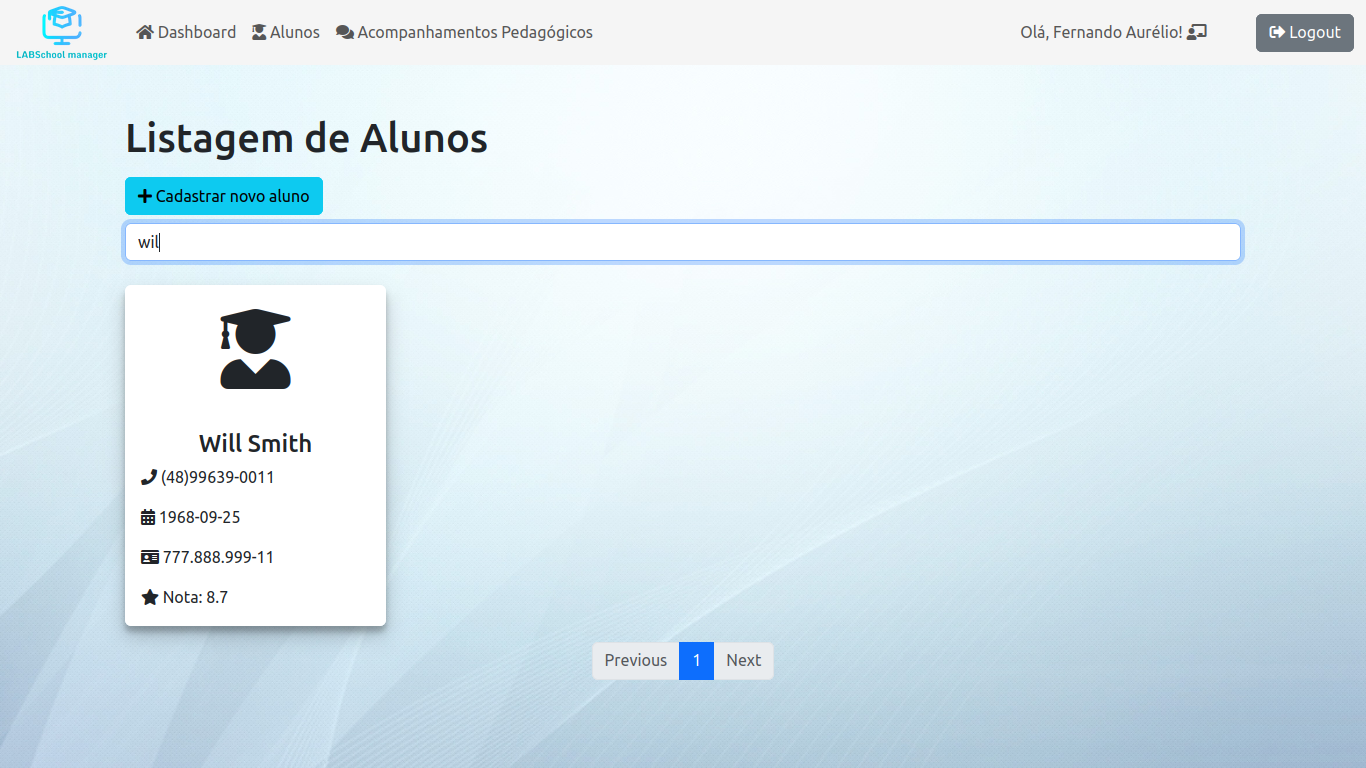 LABSchool manager
Dashboard Alunos Acompanhamentos Pedagógicos Olá, Fernando Aurélio! Logout
Listagem de Alunos
Cadastrar novo aluno
wil
Will Smith
(48)99639-0011
1968-09-25
777.888.999-11
Nota: 8.7
Previous 1 Next